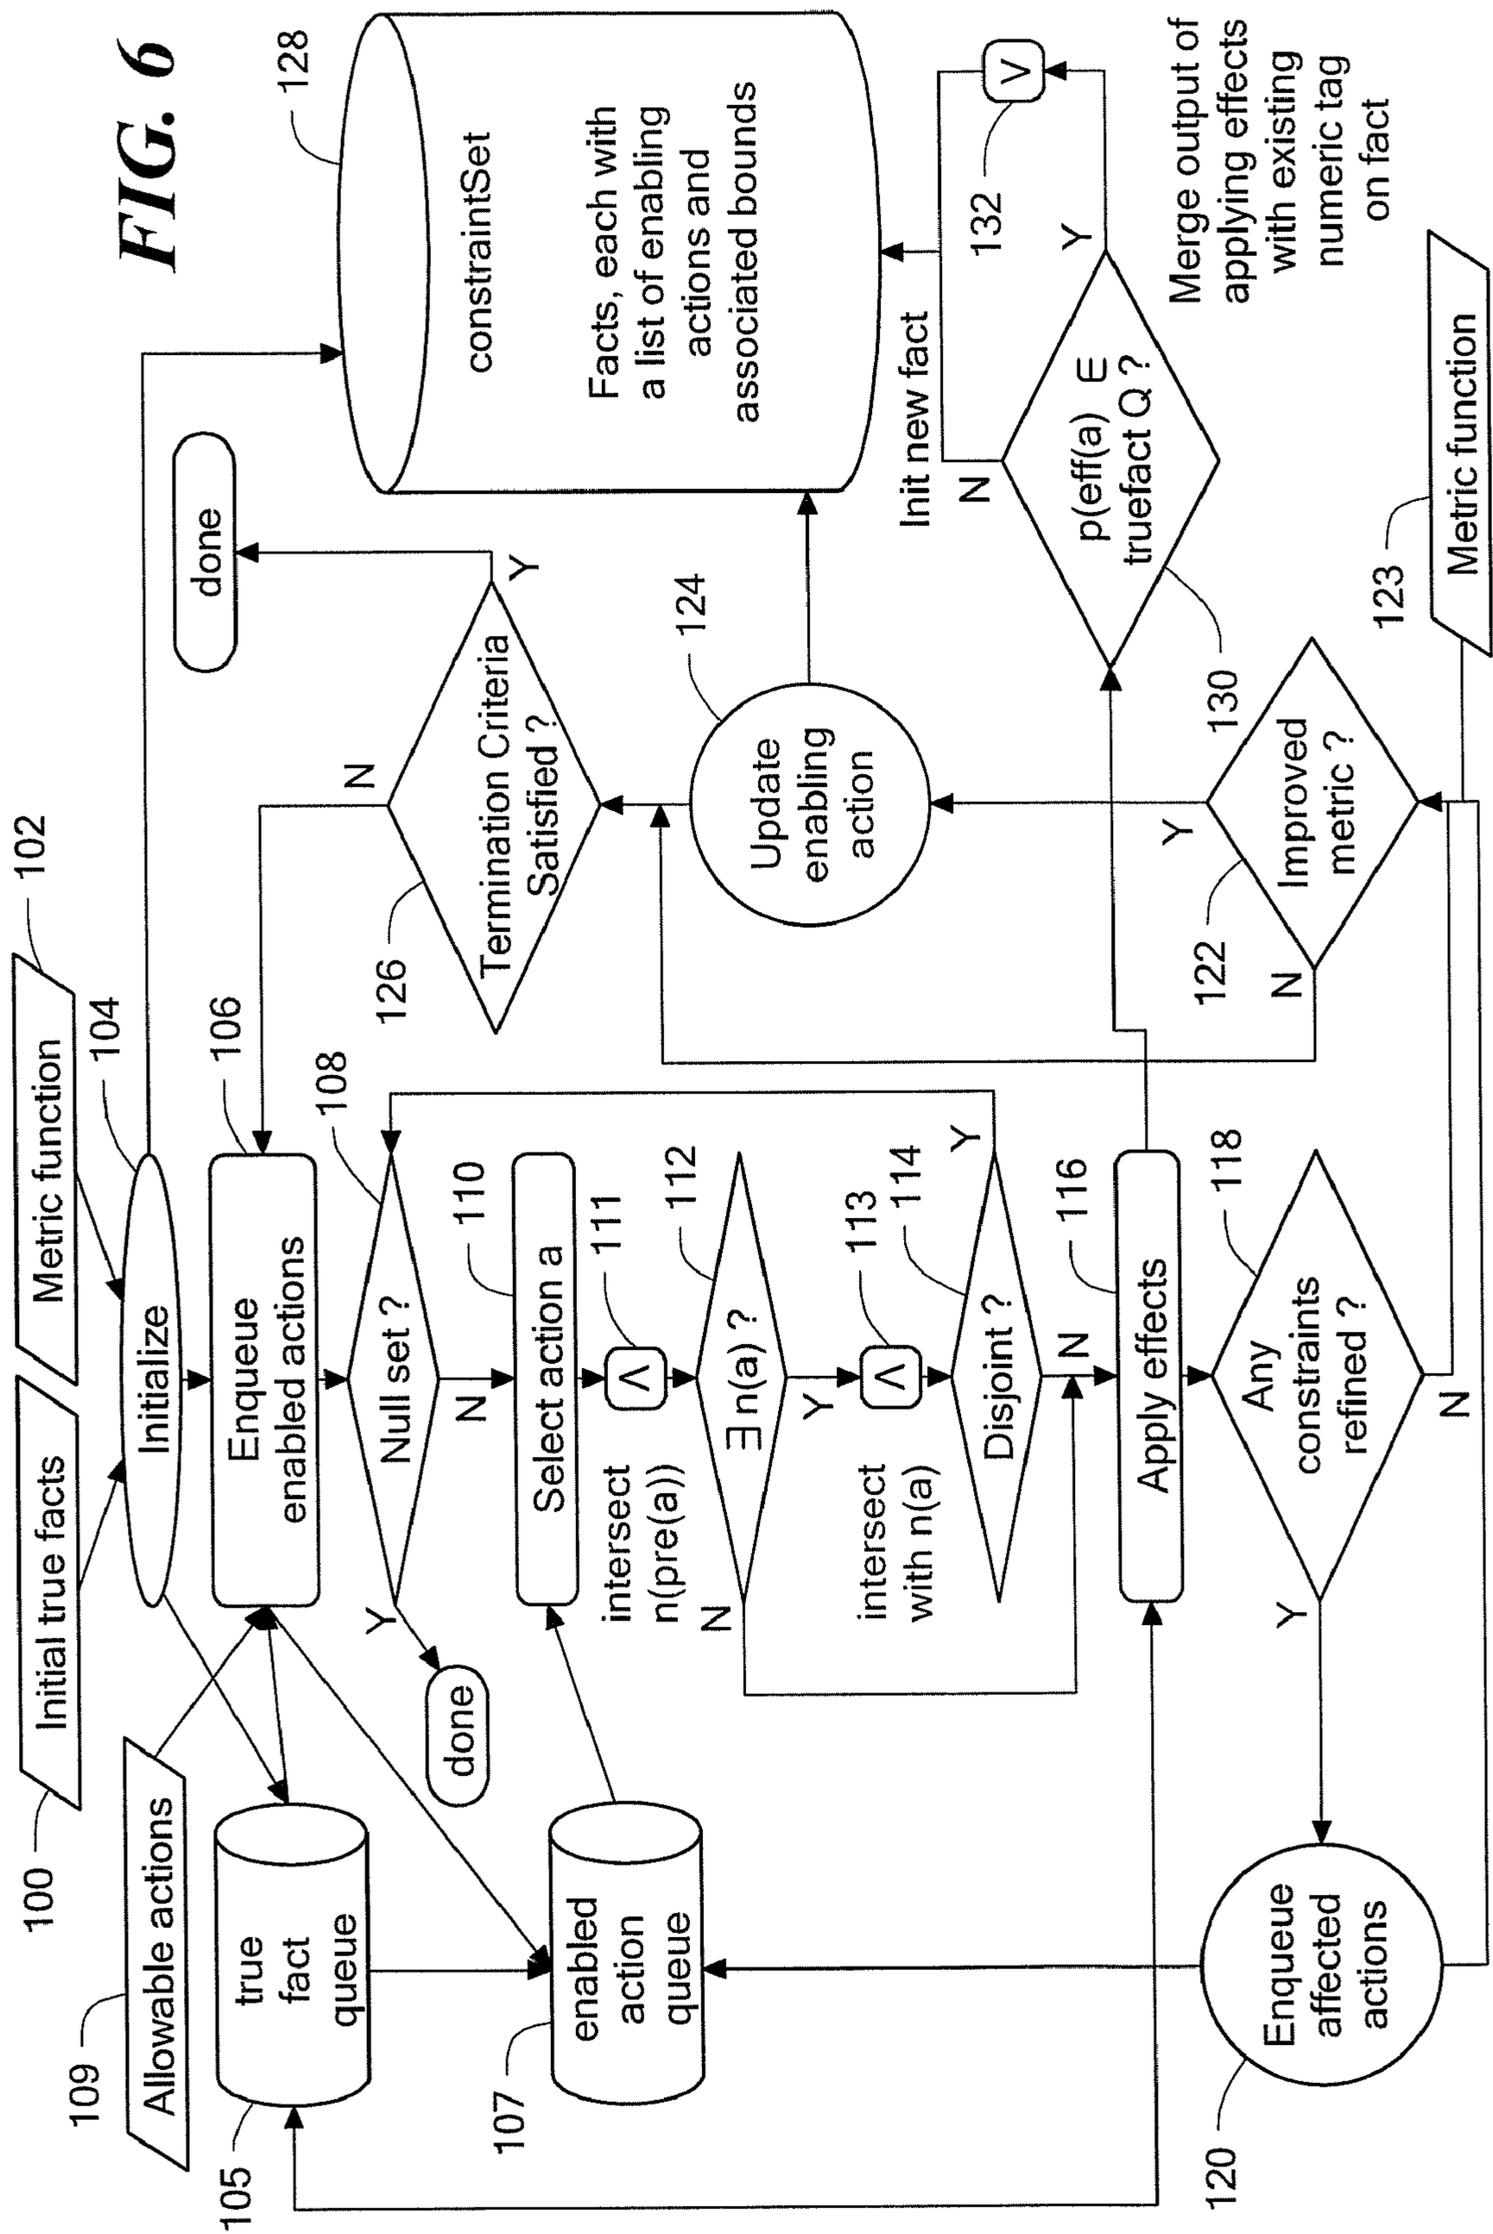 FIG. 6
100
Initial true facts
Metric function
102
109
Allowable actions
Initialize
104
105
true
fact
queue
Enqueue
enabled actions
106
done
128
constraintSet
Facts, each with
a list of enabling
actions and
associated bounds
Y
done
Null set ?
108
N
N
126
Termination Criteria
Satisfied ?
Y
107
enabled
action
queue
Select action a
110
intersect
n(pre(a))
Λ
111
N
∃ n(a) ?
112
Y
Update
enabling
action
124
intersect
with n(a)
Λ
113
Disjoint ?
114
Y
N
Init new fact
N
p(eff(a) ∈
truefact Q ?
130
Y
132
V
Merge output of
applying effects
with existing
numeric tag
on fact
Apply effects
116
120
Enqueue
affected
actions
Y
Any
constraints
refined ?
118
N
N
122
Improved
metric ?
Y
123
Metric function